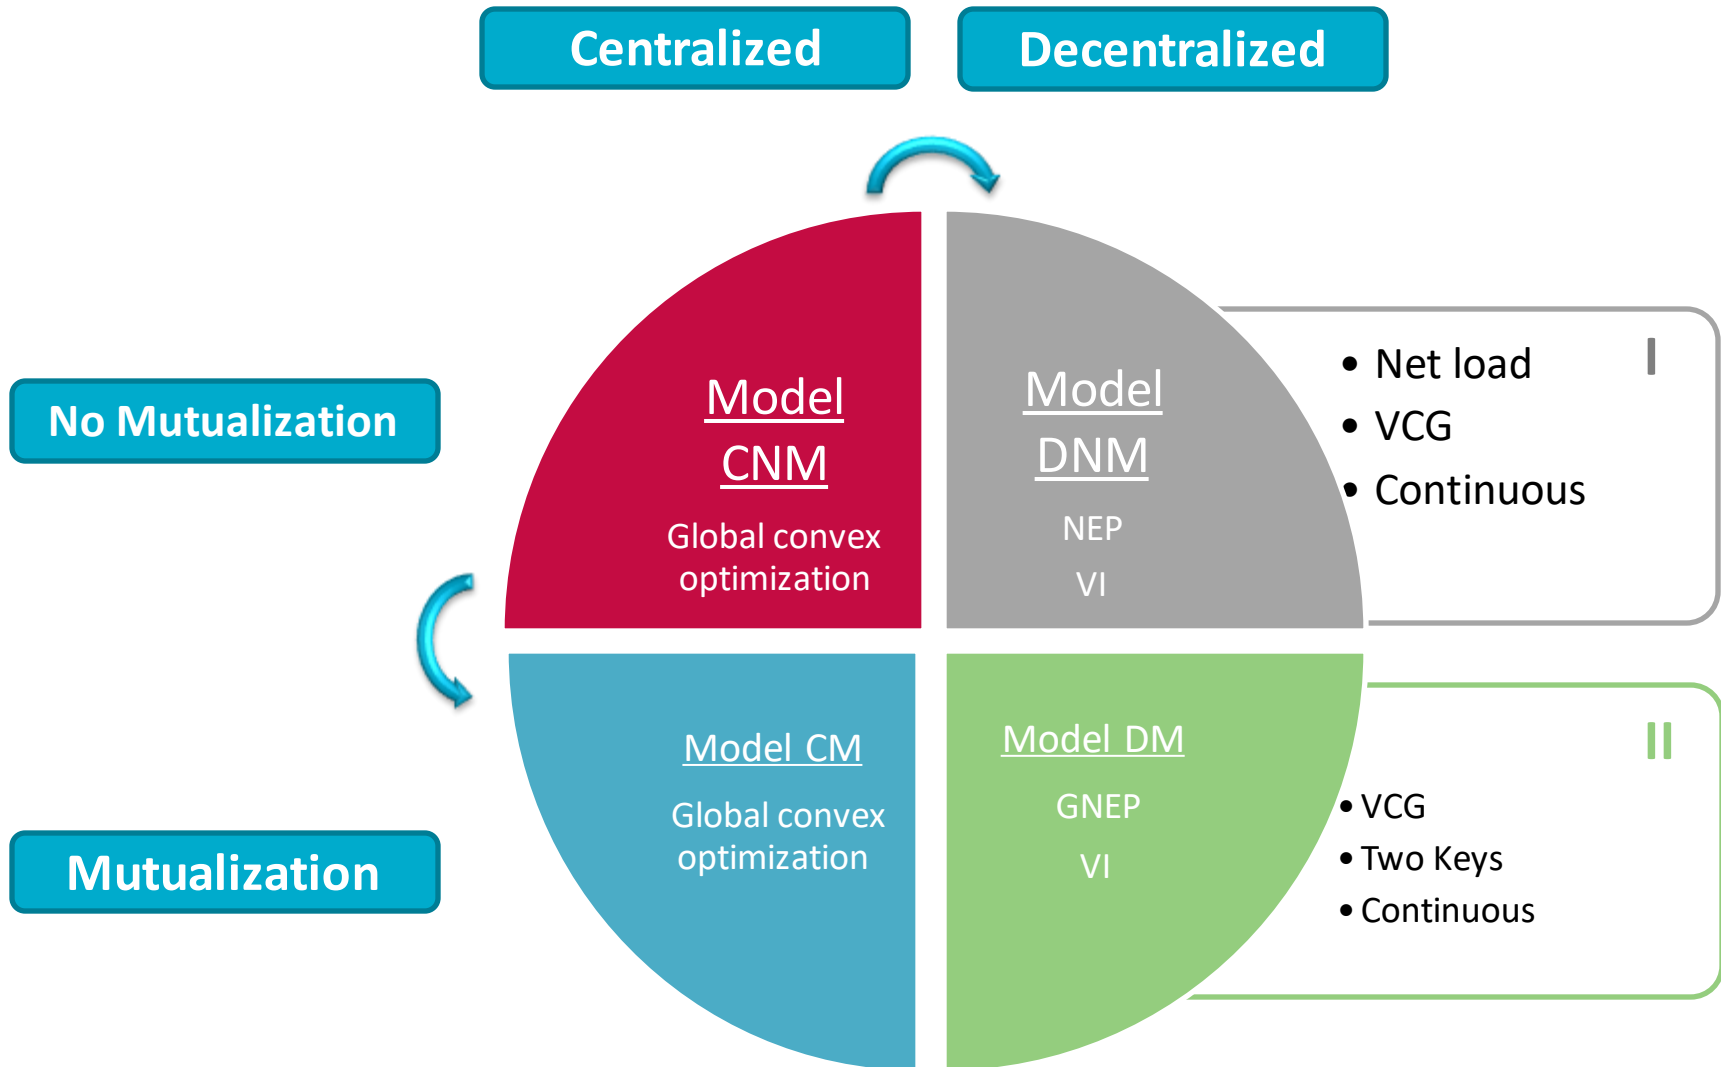 Centralized
Decentralized
No Mutualization
Model
CNM
Global convex
optimization
Model
DNM
NEP
VI
I
• Net load
• VCG
• Continuous
Mutualization
Model CM
Global convex
optimization
Model DM
GNEP
VI
II
• VCG
• Two Keys
• Continuous